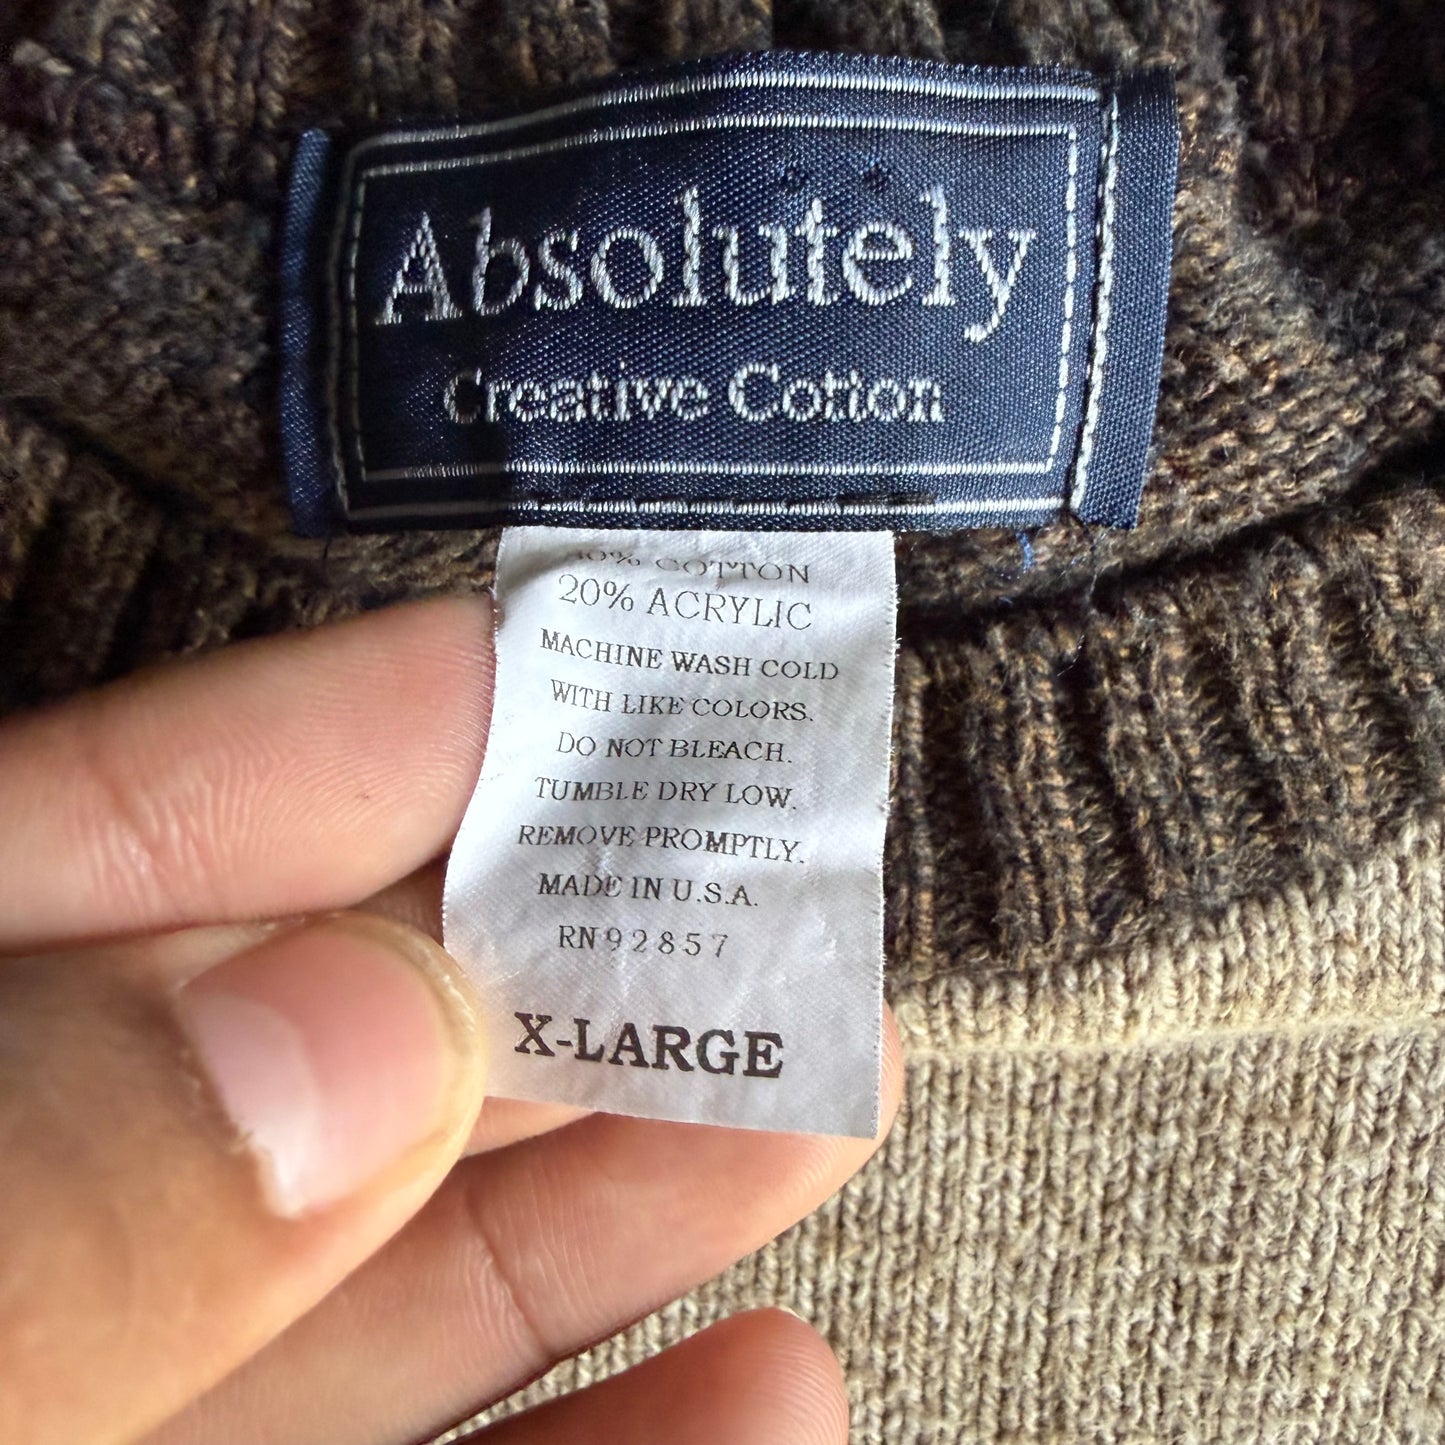 Absolutely
Creative Cotton
COTTON
20% ACRYLIC
MACHINE WASH COLD
WITH LIKE COLORS.
DO NOT BLEACH.
TUMBLE DRY LOW.
REMOVE PROMPTLY.
MADE IN U.S.A.
RN92857
X-LARGE